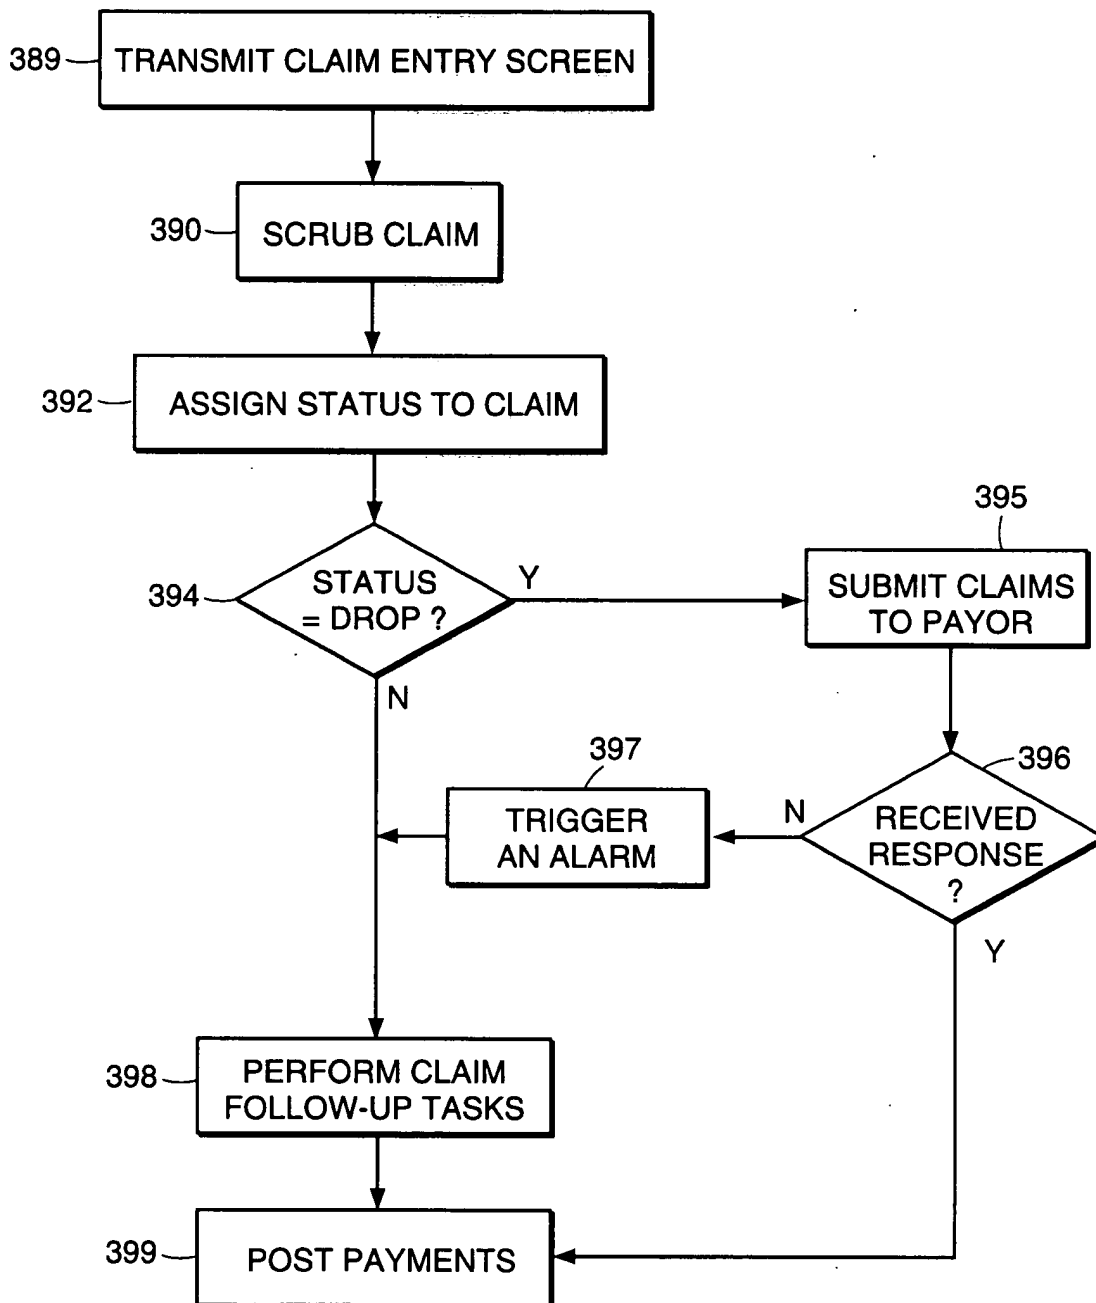 389
TRANSMIT CLAIM ENTRY SCREEN
390
SCRUB CLAIM
392
ASSIGN STATUS TO CLAIM
394
STATUS
= DROP ?
Y
N
395
SUBMIT CLAIMS
TO PAYOR
396
RECEIVED
RESPONSE
?
N
Y
397
TRIGGER
AN ALARM
398
PERFORM CLAIM
FOLLOW-UP TASKS
399
POST PAYMENTS